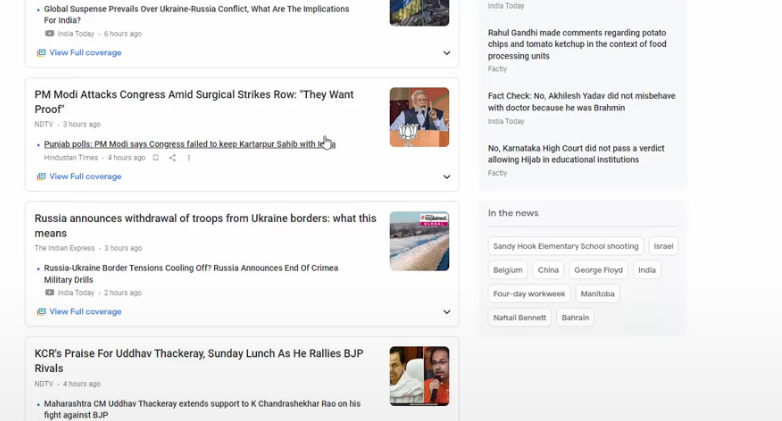 Global Suspense Prevails Over Ukraine-Russia Conflict, What Are The Implications
For India?
India Today • 6 hours ago
View Full coverage
PM Modi Attacks Congress Amid Surgical Strikes Row: "They Want
Proof"
NDTV • 3 hours ago
Punjab polls: PM Modi says Congress failed to keep Kartarpur Sahib with India
Hindustan Times • 4 hours ago
View Full coverage
Russia announces withdrawal of troops from Ukraine borders: what this
means
The Indian Express • 3 hours ago
explained
GLOBAL
Russia-Ukraine Border Tensions Cooling Off? Russia Announces End Of Crimea
Military Drills
India Today • 2 hours ago
View Full coverage
KCR's Praise For Uddhav Thackeray, Sunday Lunch As He Rallies BJP
Rivals
NDTV • 4 hours ago
Maharashtra CM Uddhav Thackeray extends support to K Chandrashekhar Rao on his
fight against BJP
India Today
Rahul Gandhi made comments regarding potato
chips and tomato ketchup in the context of food
processing units
Factly
Fact Check: No, Akhilesh Yadav did not misbehave
with doctor because he was Brahmin
India Today
No, Karnataka High Court did not pass a verdict
allowing Hijab in educational institutions
Factly
In the news
Sandy Hook Elementary School shooting Israel
Belgium China George Floyd India
Four-day workweek Manitoba
Naftali Bennett Bahrain